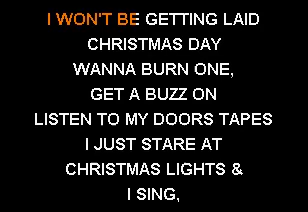 I WON'T BE GETTING LAID
CHRISTMAS DAY
WANNA BURN ONE,
GET A BUZZ ON
LISTEN TO MY DOORS TAPES
I JUST STARE AT
CHRISTMAS LIGHTS &
I SING,